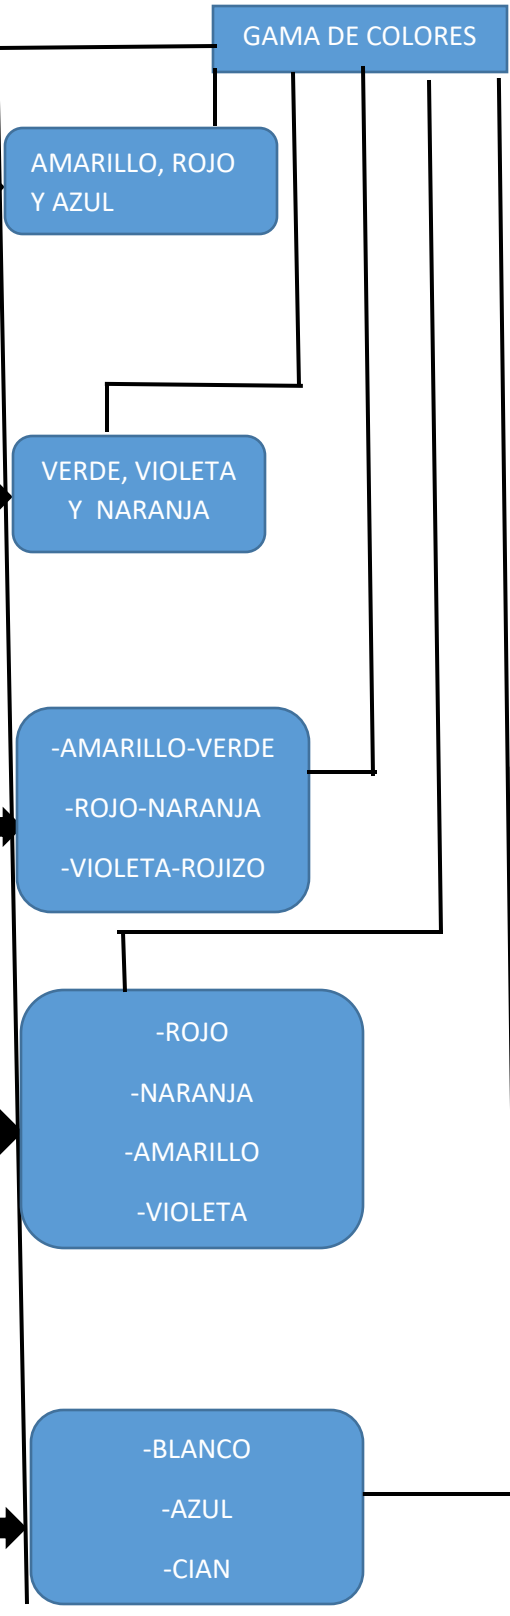 GAMA DE COLORES
AMARILLO, ROJO
Y AZUL
VERDE, VIOLETA
Y NARANJA
-AMARILLO-VERDE
-ROJO-NARANJA
-VIOLETA-ROJIZO
-ROJO
-NARANJA
-AMARILLO
-VIOLETA
-BLANCO
-AZUL
-CIAN